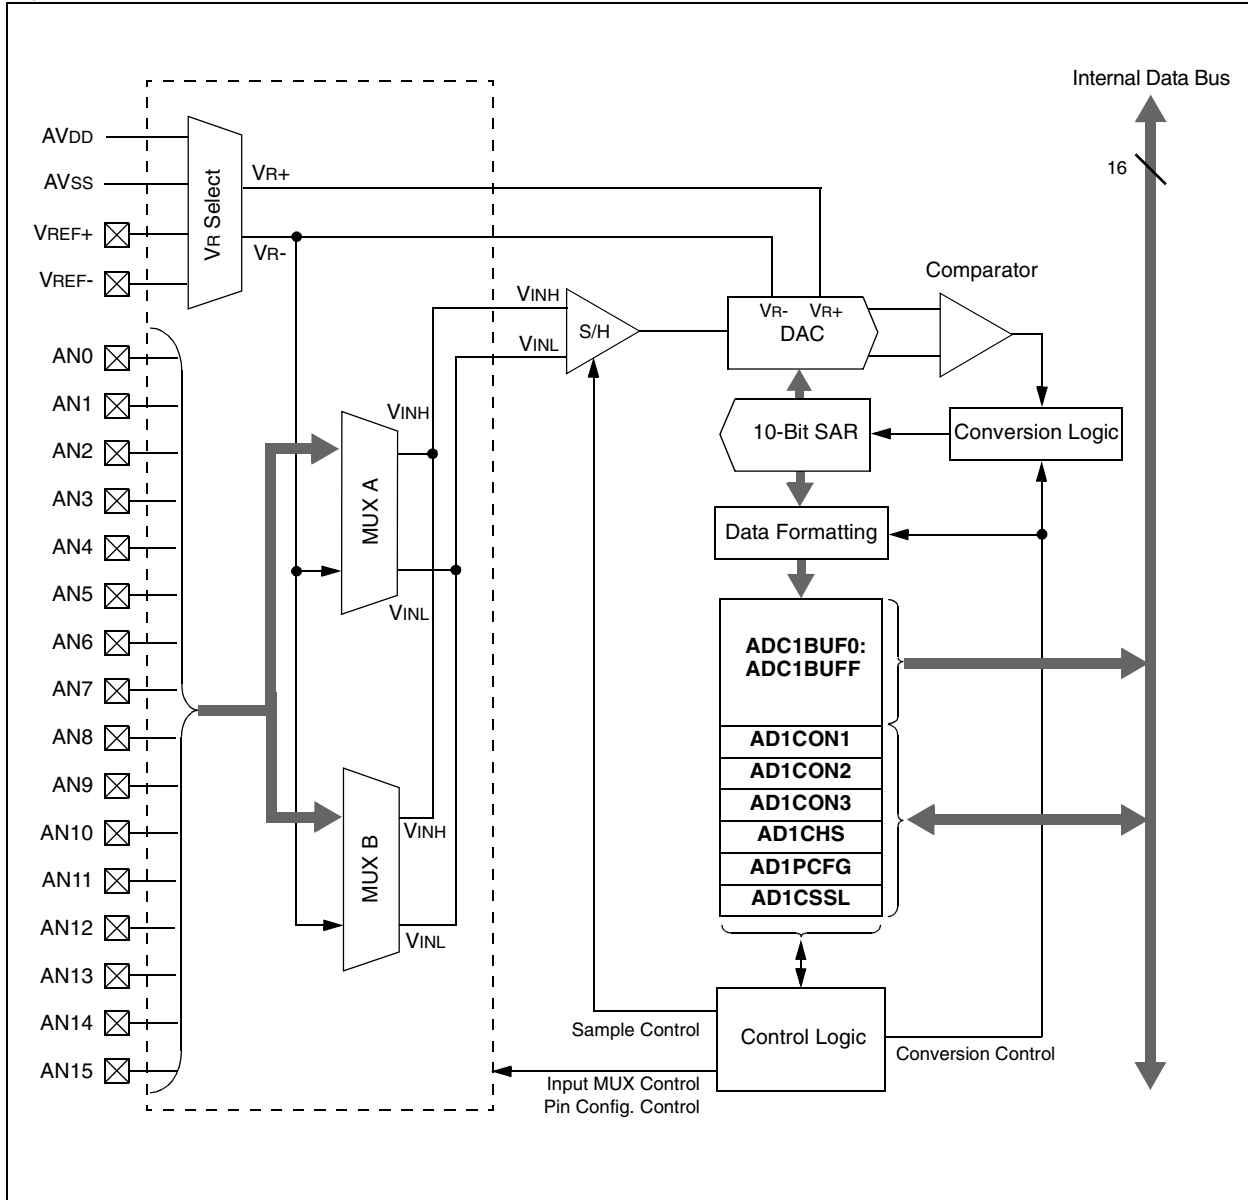 Internal Data Bus
16
AVDD
AVSS
VREF+
VREF-
VR Select
VR+
VR-
AN0
AN1
AN2
AN3
AN4
AN5
AN6
AN7
AN8
AN9
AN10
AN11
AN12
AN13
AN14
AN15
MUX A
VINH
VINL
MUX B
VINH
VINL
VINH
VINL
S/H
VR- VR+
DAC
Comparator
10-Bit SAR
Conversion Logic
Data Formatting
ADC1BUF0:
ADC1BUFF
AD1CON1
AD1CON2
AD1CON3
AD1CHS
AD1PCFG
AD1CSSL
Control Logic
Sample Control
Input MUX Control
Pin Config. Control
Conversion Control